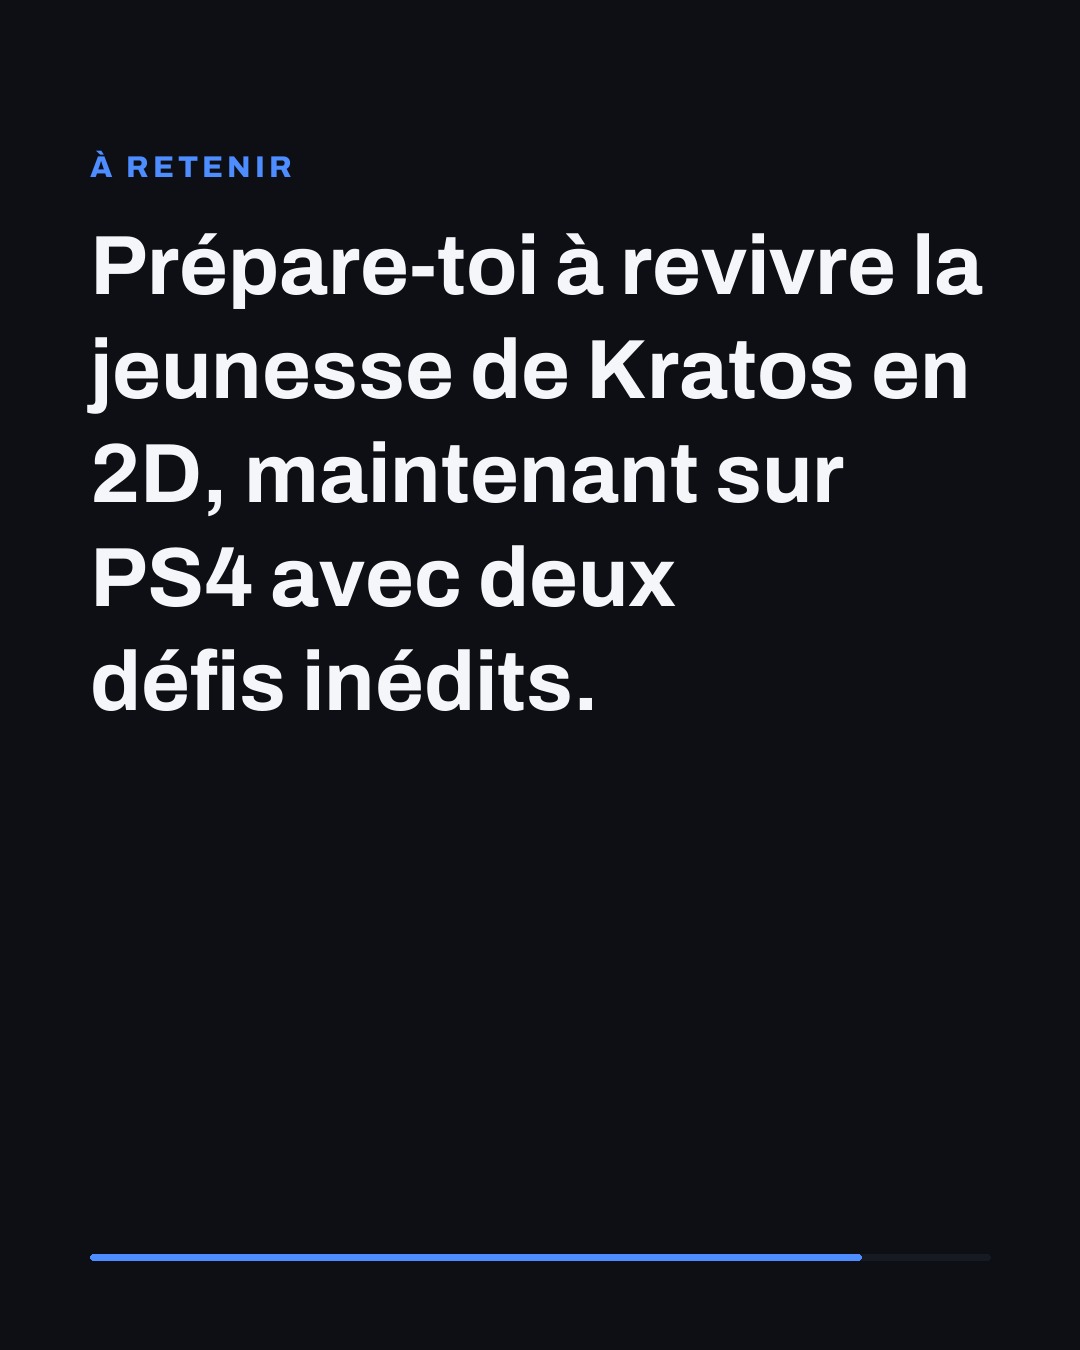 À RETENIR
Prépare-toi à revivre la
jeunesse de Kratos en
2D, maintenant sur
PS4 avec deux
défis inédits.